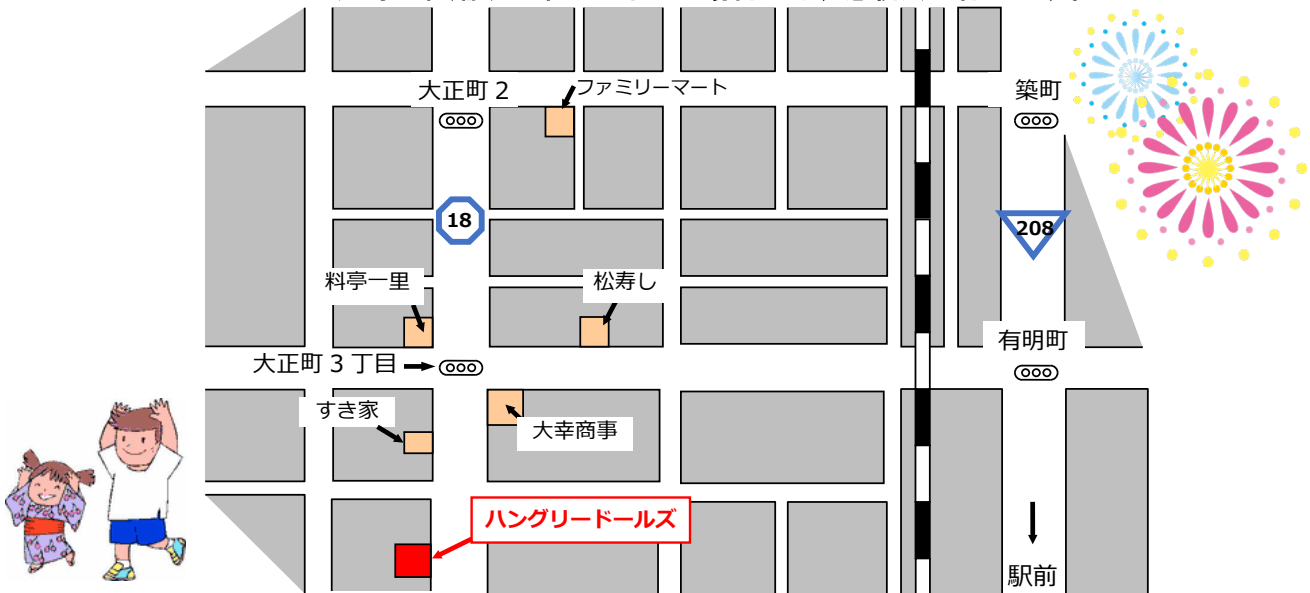 大正町２
ファミリーマート
築町
18
208
料亭一里
松寿し
有明町
大正町３丁目
すき家
大幸商事
ハングリードールズ
駅前